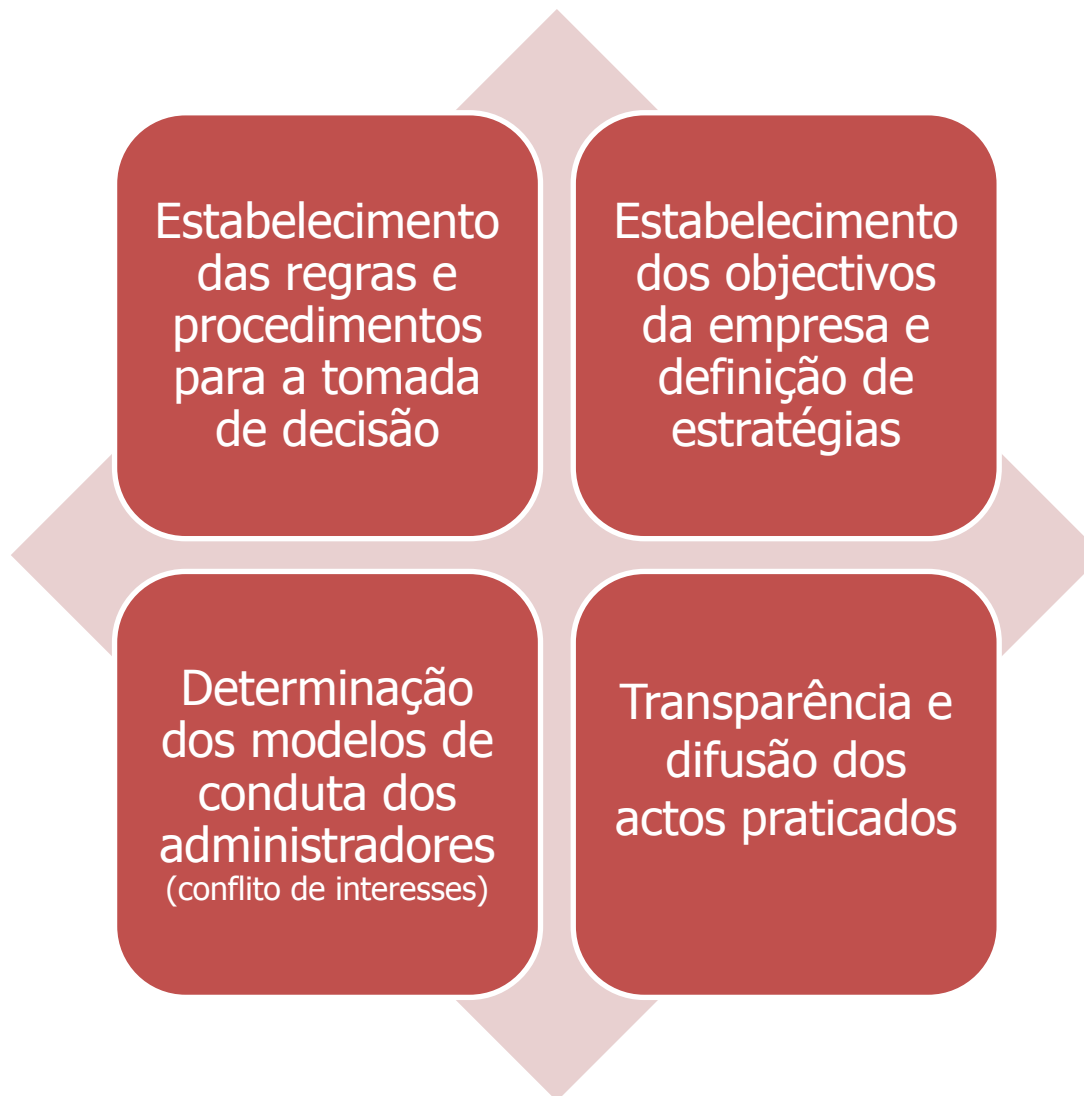 Estabelecimento
das regras e
procedimentos
para a tomada
de decisão
Estabelecimento
dos objectivos
da empresa e
definição de
estratégias
Determinação
dos modelos de
conduta dos
administradores
(conflito de interesses)
Transparência e
difusão dos
actos praticados